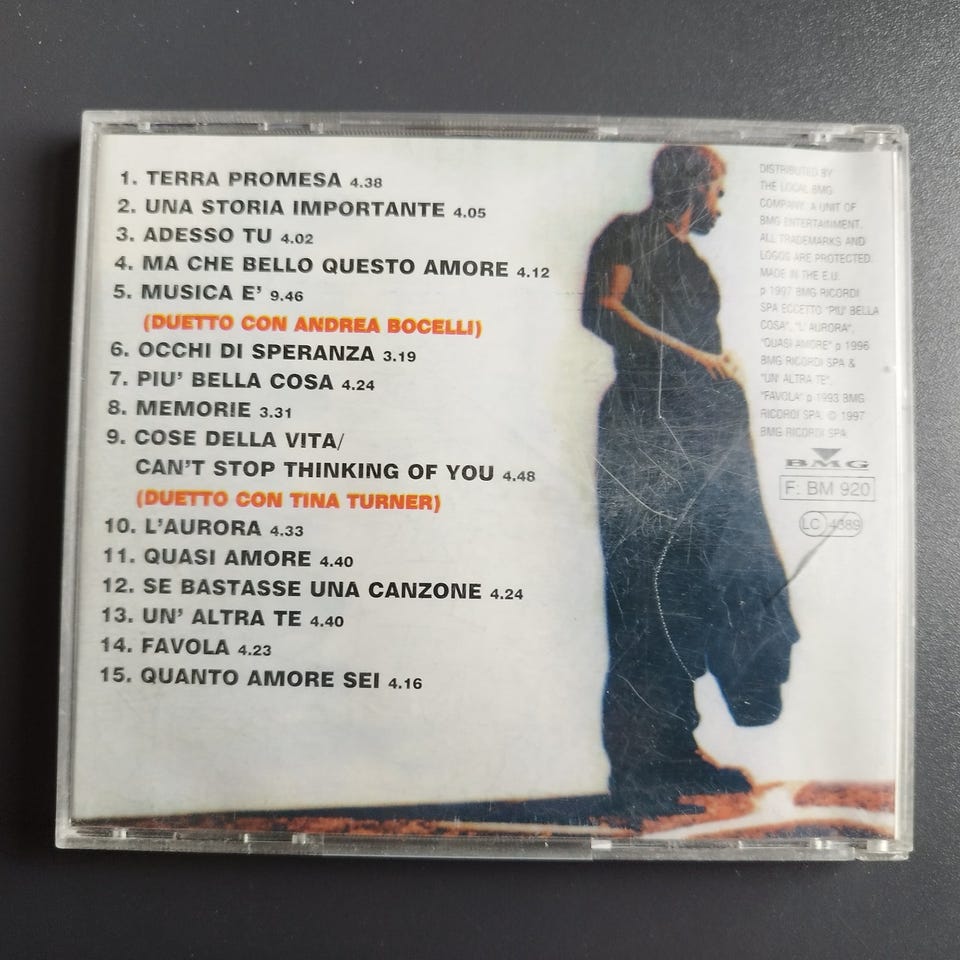 1. TERRA PROMESA 4.38
2. UNA STORIA IMPORTANTE 4.05
3. ADESSO TU 4.02
4. MA CHE BELLO QUESTO AMORE 4.12
5. MUSICA E' 9.46
(DUETTO CON ANDREA BOCELLI)
6. OCCHI DI SPERANZA 3.19
7. PIU' BELLA COSA 4.24
8. MEMORIE 3.31
9. COSE DELLA VITA/
CAN'T STOP THINKING OF YOU 4.48
(DUETTO CON TINA TURNER)
10. L'AURORA 4.33
11. QUASI AMORE 4.40
12. SE BASTASSE UNA CANZONE 4.24
13. UN' ALTRA TE 4.40
14. FAVOLA 4.23
15. QUANTO AMORE SEI 4.16
DISTRIBUTED BY
THE LOCAL BMG
COMPANY. A UNIT OF
BMG ENTERTAINMENT.
ALL TRADEMARKS AND
LOGOS ARE PROTECTED.
MADE IN THE E.U.
p 1997 BMG RICORDI
SPA ECCETTO "PIU' BELLA
COSA", "L' AURORA",
"QUASI AMORE" p 1996
BMG RICORDI SPA &
"UN' ALTRA TE",
"FAVOLA" p 1993 BMG
RICORDI SPA. © 1997
BMG RICORDI SPA
BMG
F: BM 920
LC 4389